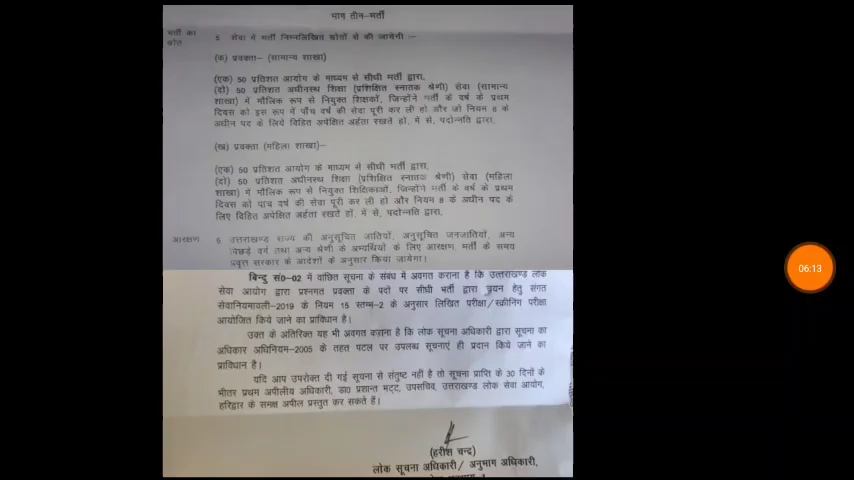 भाग तीन-भर्ती
भर्ती का
स्रोत
5 सेवा में भर्ती निम्नलिखित स्रोतों से की जायेगी :-
(क) प्रवक्ता- (सामान्य शाखा)
(एक) 50 प्रतिशत आयोग के माध्यम से सीधी भर्ती द्वारा,
(दो) 50 प्रतिशत अधीनस्थ शिक्षा (प्रशिक्षित स्नातक श्रेणी) सेवा (सामान्य
शाखा) में मौलिक रूप से नियुक्त शिक्षकों, जिन्होंने भर्ती के वर्ष के प्रथम
दिवस को इस रूप में पाँच वर्ष की सेवा पूरी कर ली हो और जो नियम 8 के
अधीन पद के लिये विहित अपेक्षित अर्हता रखते हों, में से, पदोन्नति द्वारा,
(ख) प्रवक्ता (महिला शाखा)-
(एक) 50 प्रतिशत आयोग के माध्यम से सीधी भर्ती द्वारा,
(दो) 50 प्रतिशत अधीनस्थ शिक्षा (प्रशिक्षित स्नातक श्रेणी) सेवा (महिला
शाखा) में मौलिक रूप से नियुक्त शिक्षिकाओं, जिन्होंने भर्ती के वर्ष के प्रथम
दिवस को पांच वर्ष की सेवा पूरी कर ली हो और नियम 8 के अधीन पद के
लिए विहित अपेक्षित अर्हता रखते हों, में से, पदोन्नति द्वारा,
आरक्षण 6 उत्तराखण्ड राज्य की अनुसूचित जातियों, अनुसूचित जनजातियों, अन्य
पिछड़े वर्ग तथा अन्य श्रेणी के अभ्यर्थियों के लिए आरक्षण, भर्ती के समय
प्रवृत्त सरकार के आदेशों के अनुसार किया जायेगा।
बिन्दु सं0-02 में वांछित सूचना के संबंध में अवगत कराना है कि उत्तराखण्ड लोक
सेवा आयोग द्वारा प्रश्नगत प्रवक्ता के पदों पर सीधी भर्ती द्वारा चयन हेतु संगत
सेवानियमावली-2019 के नियम 15 स्तम्भ-2 के अनुसार लिखित परीक्षा/स्क्रीनिंग परीक्षा
आयोजित किये जाने का प्राविधान है।
उक्त के अतिरिक्त यह भी अवगत कराना है कि लोक सूचना अधिकारी द्वारा सूचना का
अधिकार अधिनियम-2005 के तहत पटल पर उपलब्ध सूचनाएं ही प्रदान किये जाने का
प्राविधान है।
यदि आप उपरोक्त दी गई सूचना से संतुष्ट नही है तो सूचना प्राप्ति के 30 दिनों के
भीतर प्रथम अपीलीय अधिकारी, डा0 प्रशान्त भट्ट, उपसचिव, उत्तराखण्ड लोक सेवा आयोग,
हरिद्वार के समक्ष अपील प्रस्तुत कर सकते हैं।
(हरीश चन्द्र)
लोक सूचना अधिकारी/ अनुभाग अधिकारी,
06:13